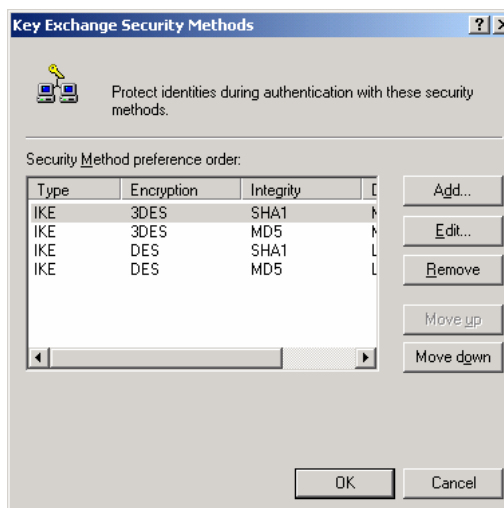 Key Exchange Security Methods
Protect identities during authentication with these security
methods.
Security Method preference order:
Type Encryption Integrity
IKE 3DES SHA1
IKE 3DES MD5
IKE DES SHA1
IKE DES MD5
Add...
Edit...
Remove
Move up
Move down
OK Cancel